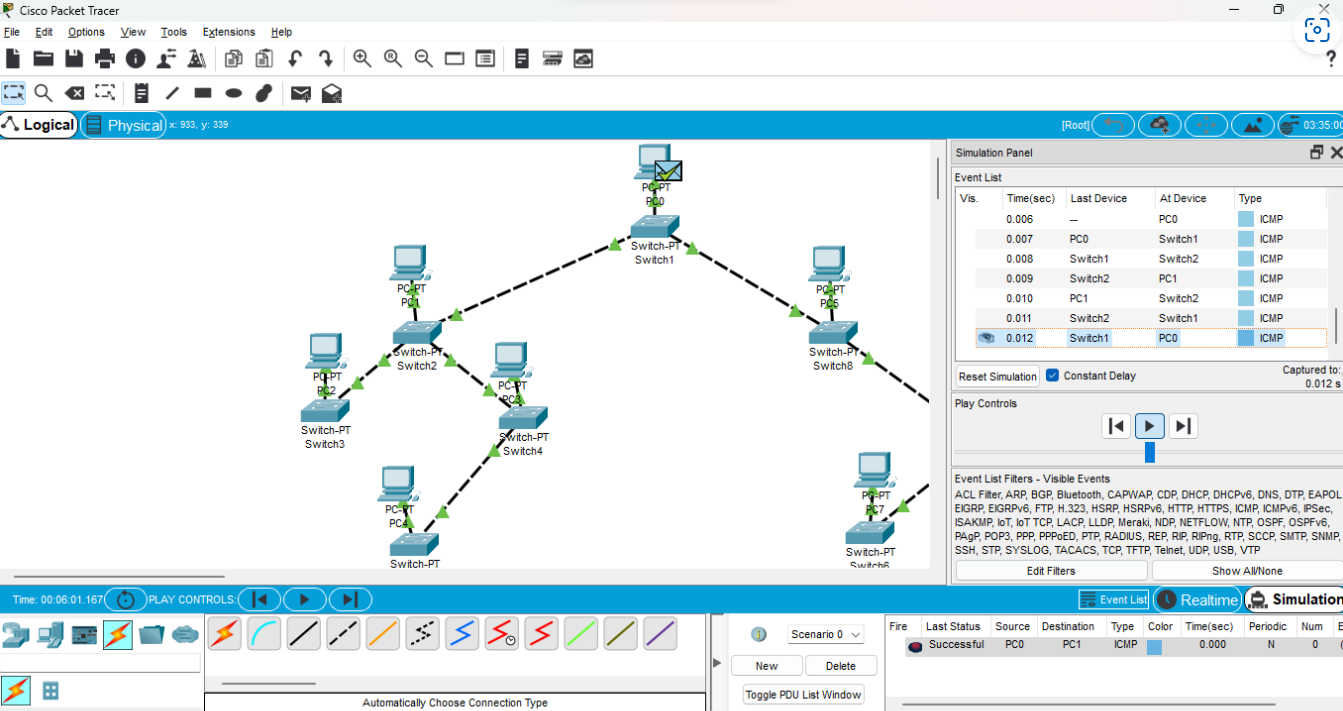 Cisco Packet Tracer
File Edit Options View Tools Extensions Help
?
Logical Physical x: 933, y: 339 [Root] 03:35:00
PC-PT
PC0
Switch-PT
Switch1
PC-PT
PC1
Switch-PT
Switch2
PC-PT
PC5
Switch-PT
Switch8
PC-PT
PC2
Switch-PT
Switch3
PC-PT
PC3
Switch-PT
Switch4
PC-PT
PC4
Switch-PT
PC-PT
PC7
Switch-PT
Switch6
Simulation Panel
Event List
Vis. Time(sec) Last Device At Device Type
0.006 -- PC0 ICMP
0.007 PC0 Switch1 ICMP
0.008 Switch1 Switch2 ICMP
0.009 Switch2 PC1 ICMP
0.010 PC1 Switch2 ICMP
0.011 Switch2 Switch1 ICMP
0.012 Switch1 PC0 ICMP
Reset Simulation Constant Delay Captured to:
0.012 s
Play Controls
Event List Filters - Visible Events
ACL Filter, ARP, BGP, Bluetooth, CAPWAP, CDP, DHCP, DHCPv6, DNS, DTP, EAPOL
EIGRP, EIGRPv6, FTP, H.323, HSRP, HSRPv6, HTTP, HTTPS, ICMP, ICMPv6, IPSec,
ISAKMP, IoT, IoT TCP, LACP, LLDP, Meraki, NDP, NETFLOW, NTP, OSPF, OSPFv6,
PAgP, POP3, PPP, PPPoED, PTP, RADIUS, REP, RIP, RIPng, RTP, SCCP, SMTP, SNMP,
SSH, STP, SYSLOG, TACACS, TCP, TFTP, Telnet, UDP, USB, VTP
Edit Filters Show All/None
Time: 00:06:01.167 PLAY CONTROLS: Event List Realtime Simulation
Automatically Choose Connection Type
Scenario 0
New Delete
Toggle PDU List Window
Fire Last Status Source Destination Type Color Time(sec) Periodic Num E
Successful PC0 PC1 ICMP 0.000 N 0 (